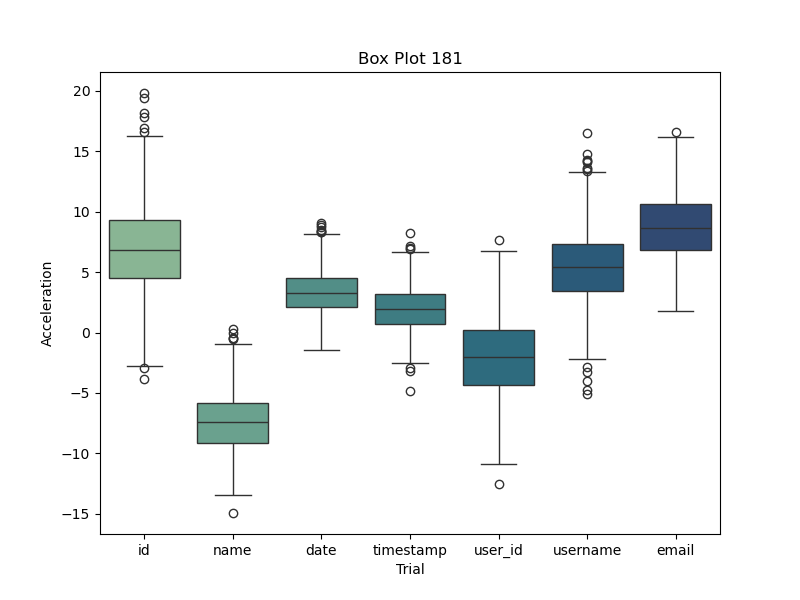 Box Plot 181
Acceleration
20
15
10
5
0
−5
−10
−15
id name date timestamp user_id username email
Trial